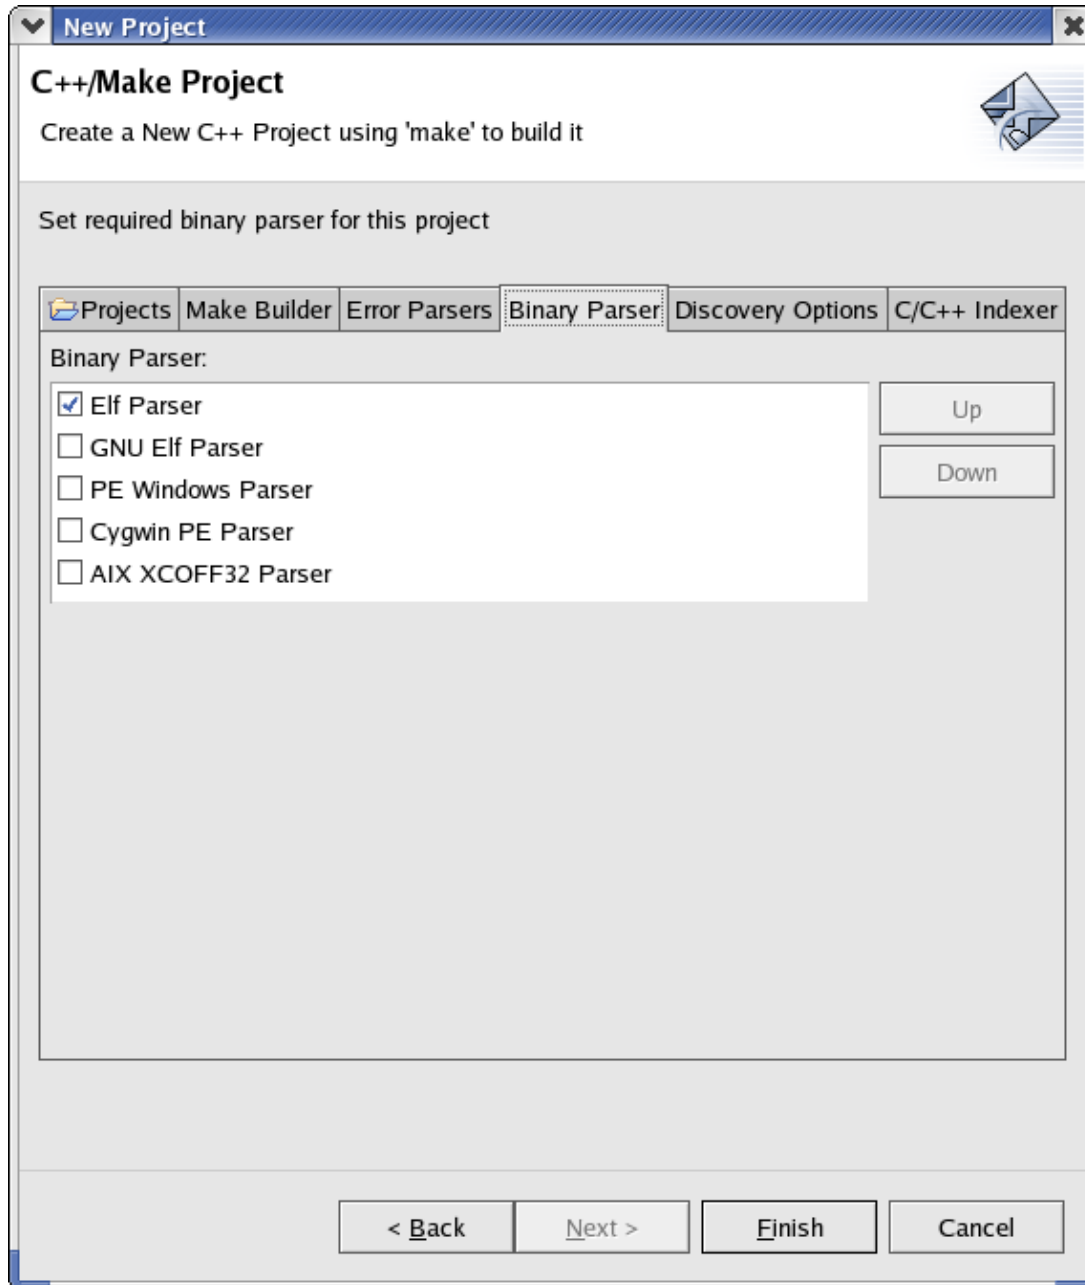 New Project
C++/Make Project
Create a New C++ Project using 'make' to build it
Set required binary parser for this project
Projects Make Builder Error Parsers Binary Parser Discovery Options C/C++ Indexer
Binary Parser:
Elf Parser
GNU Elf Parser
PE Windows Parser
Cygwin PE Parser
AIX XCOFF32 Parser
Up
Down
< Back Next > Finish Cancel